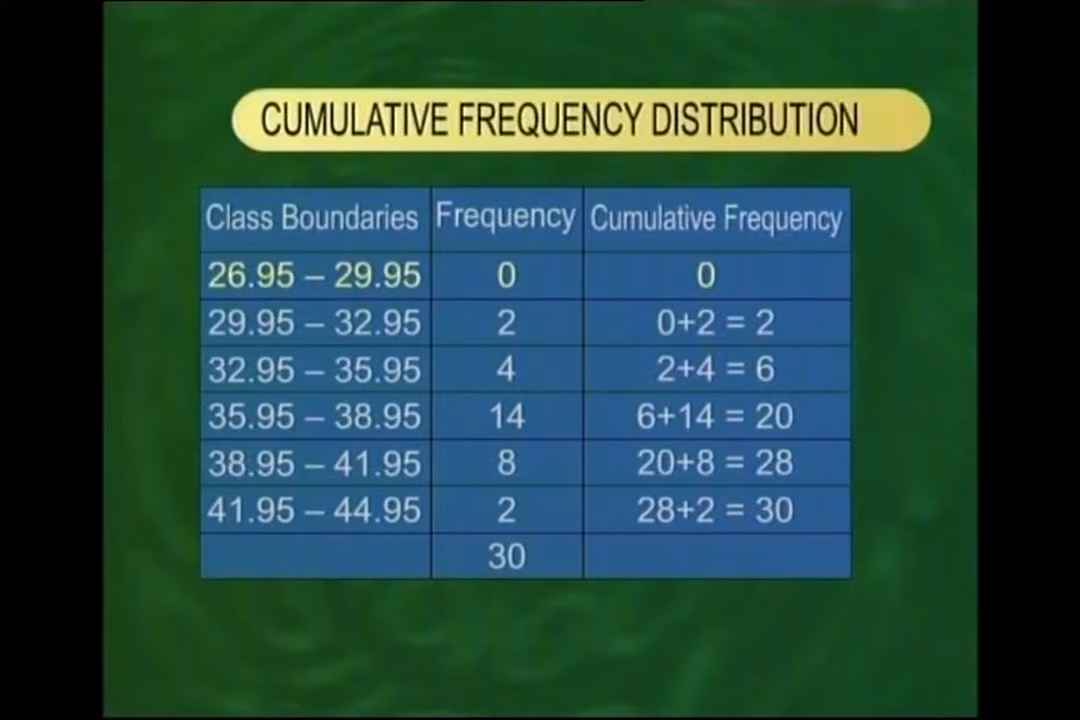 CUMULATIVE FREQUENCY DISTRIBUTION
Class Boundaries Frequency Cumulative Frequency
26.95 – 29.95 0 0
29.95 – 32.95 2 0+2 = 2
32.95 – 35.95 4 2+4 = 6
35.95 – 38.95 14 6+14 = 20
38.95 – 41.95 8 20+8 = 28
41.95 – 44.95 2 28+2 = 30
30